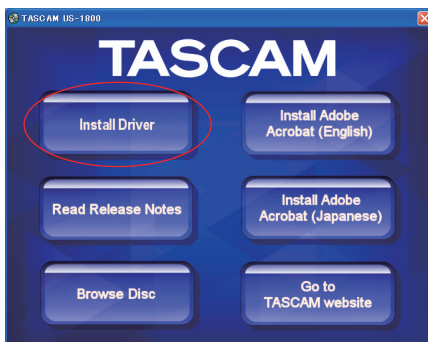 TASCAM US-1800
TASCAM
Install Driver
Install Adobe
Acrobat (English)
Read Release Notes
Install Adobe
Acrobat (Japanese)
Browse Disc
Go to
TASCAM website